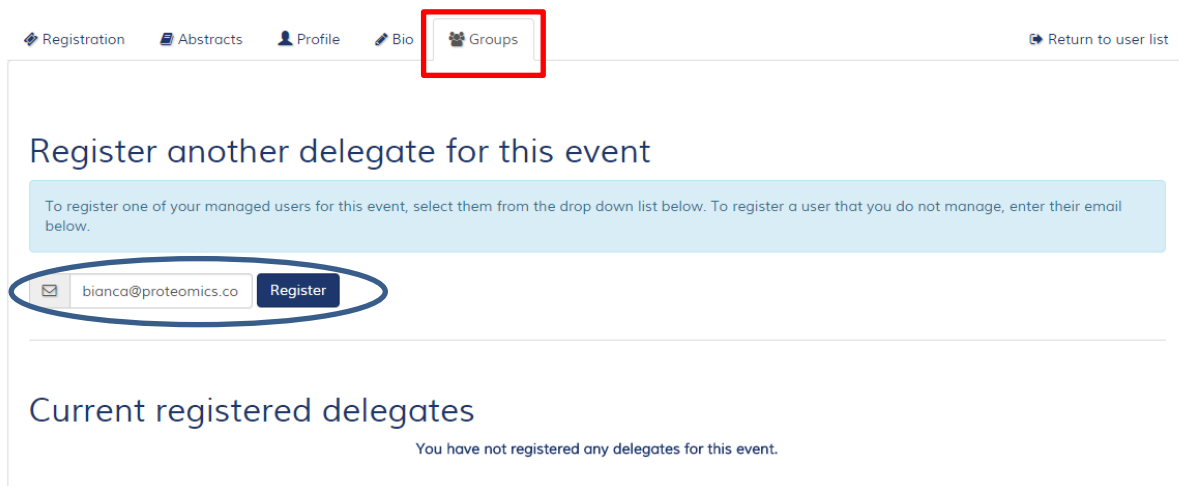 Registration Abstracts Profile Bio Groups Return to user list
Register another delegate for this event
To register one of your managed users for this event, select them from the drop down list below. To register a user that you do not manage, enter their email
below.
bianca@proteomics.co Register
Current registered delegates
You have not registered any delegates for this event.